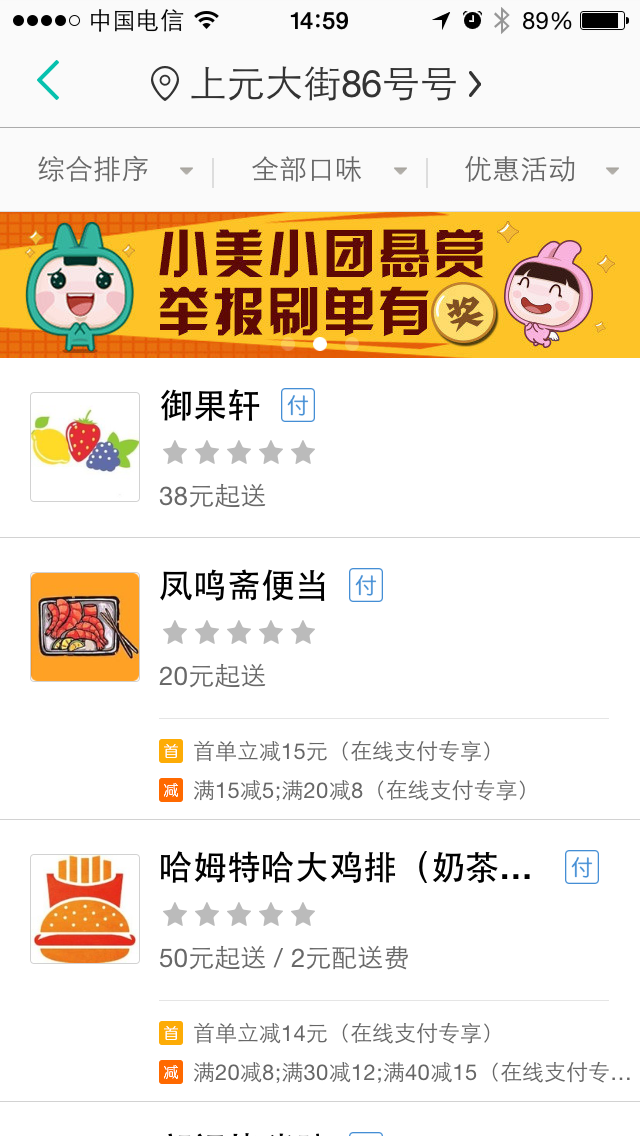 中国电信 14:59 89%
上元大街86号号
综合排序 全部口味 优惠活动
小美小团悬赏
举报刷单有奖
御果轩 付
38元起送
凤鸣斋便当 付
20元起送
首 首单立减15元（在线支付专享）
减 满15减5;满20减8（在线支付专享）
哈姆特哈大鸡排（奶茶... 付
50元起送 / 2元配送费
首 首单立减14元（在线支付专享）
减 满20减8;满30减12;满40减15（在线支付专...